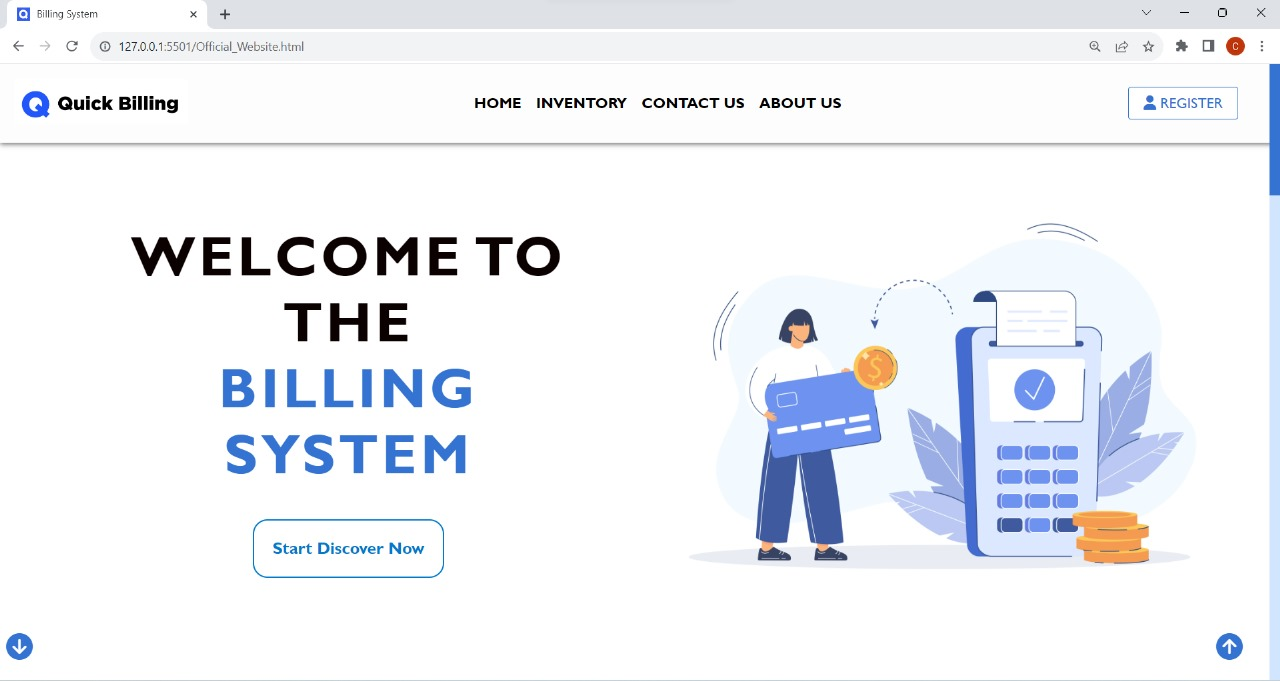 Billing System
127.0.0.1:5501/Official_Website.html
C
Quick Billing
HOME INVENTORY CONTACT US ABOUT US
REGISTER
WELCOME TO
THE
BILLING
SYSTEM
$
Start Discover Now